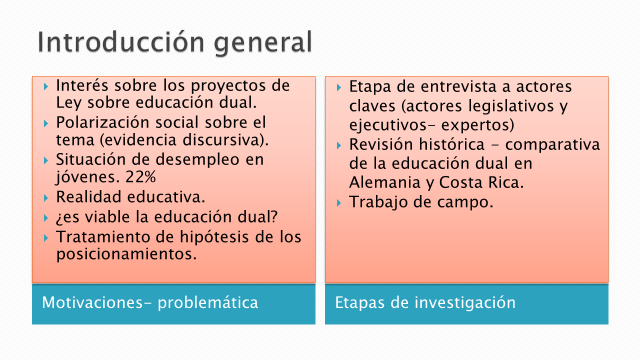 Introducción general
Interés sobre los proyectos de
Ley sobre educación dual.
Polarización social sobre el
tema (evidencia discursiva).
Situación de desempleo en
jóvenes. 22%
Realidad educativa.
¿es viable la educación dual?
Tratamiento de hipótesis de los
posicionamientos.
Motivaciones- problemática
Etapa de entrevista a actores
claves (actores legislativos y
ejecutivos- expertos)
Revisión histórica - comparativa
de la educación dual en
Alemania y Costa Rica.
Trabajo de campo.
Etapas de investigación